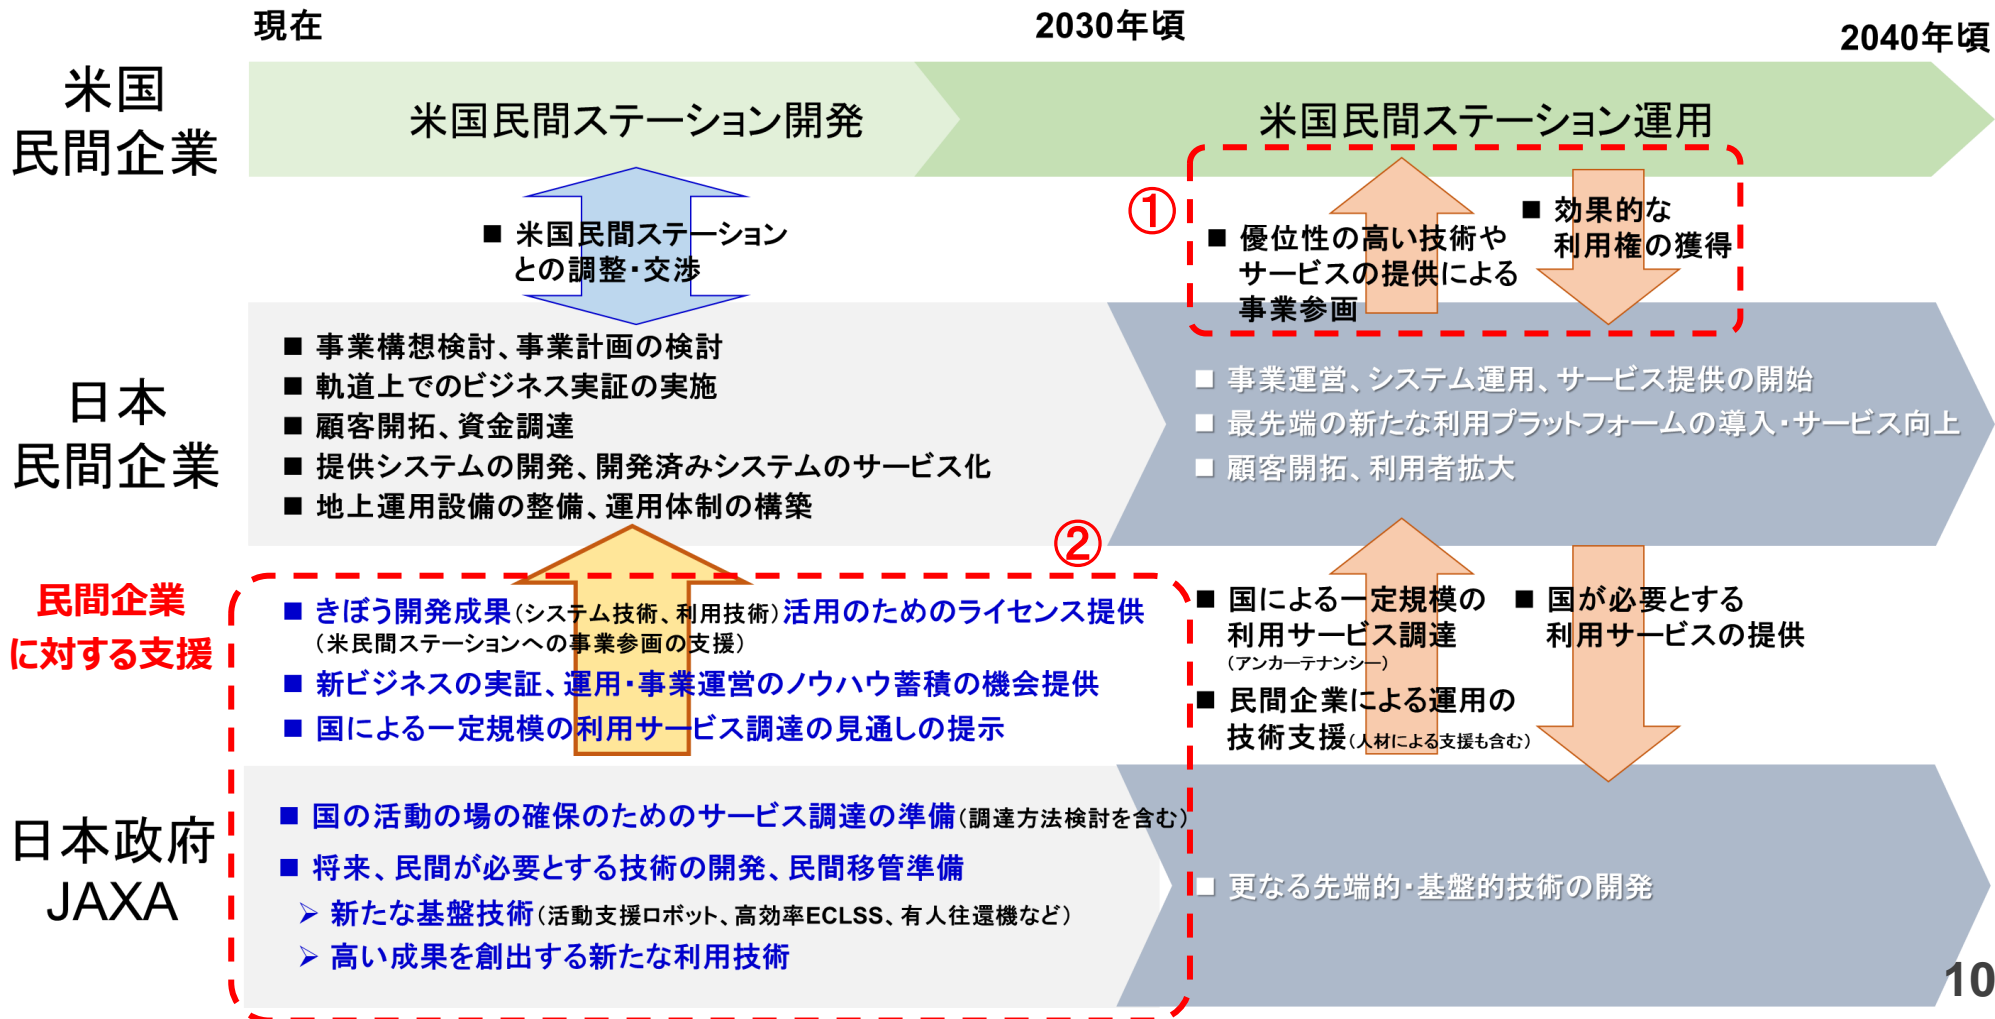 現在
2030年頃
2040年頃
米国
民間企業
米国民間ステーション開発
米国民間ステーション運用
■ 米国民間ステーション
との調整・交渉
①
■ 優位性の高い技術や
サービスの提供による
事業参画
■ 効果的な
利用権の獲得
日本
民間企業
■ 事業構想検討、事業計画の検討
■ 軌道上でのビジネス実証の実施
■ 顧客開拓、資金調達
■ 提供システムの開発、開発済みシステムのサービス化
■ 地上運用設備の整備、運用体制の構築
■ 事業運営、システム運用、サービス提供の開始
■ 最先端の新たな利用プラットフォームの導入・サービス向上
■ 顧客開拓、利用者拡大
②
民間企業
に対する支援
■ きぼう開発成果(システム技術、利用技術)活用のためのライセンス提供
(米民間ステーションへの事業参画の支援)
■ 新ビジネスの実証、運用・事業運営のノウハウ蓄積の機会提供
■ 国による一定規模の利用サービス調達の見通しの提示
■ 国による一定規模の
利用サービス調達
(アンカーテナンシー)
■ 民間企業による運用の
技術支援(人材による支援も含む)
■ 国が必要とする
利用サービスの提供
日本政府
JAXA
■ 国の活動の場の確保のためのサービス調達の準備(調達方法検討を含む)
■ 将来、民間が必要とする技術の開発、民間移管準備
➢ 新たな基盤技術(活動支援ロボット、高効率ECLSS、有人往還機など)
➢ 高い成果を創出する新たな利用技術
■ 更なる先端的・基盤的技術の開発
10